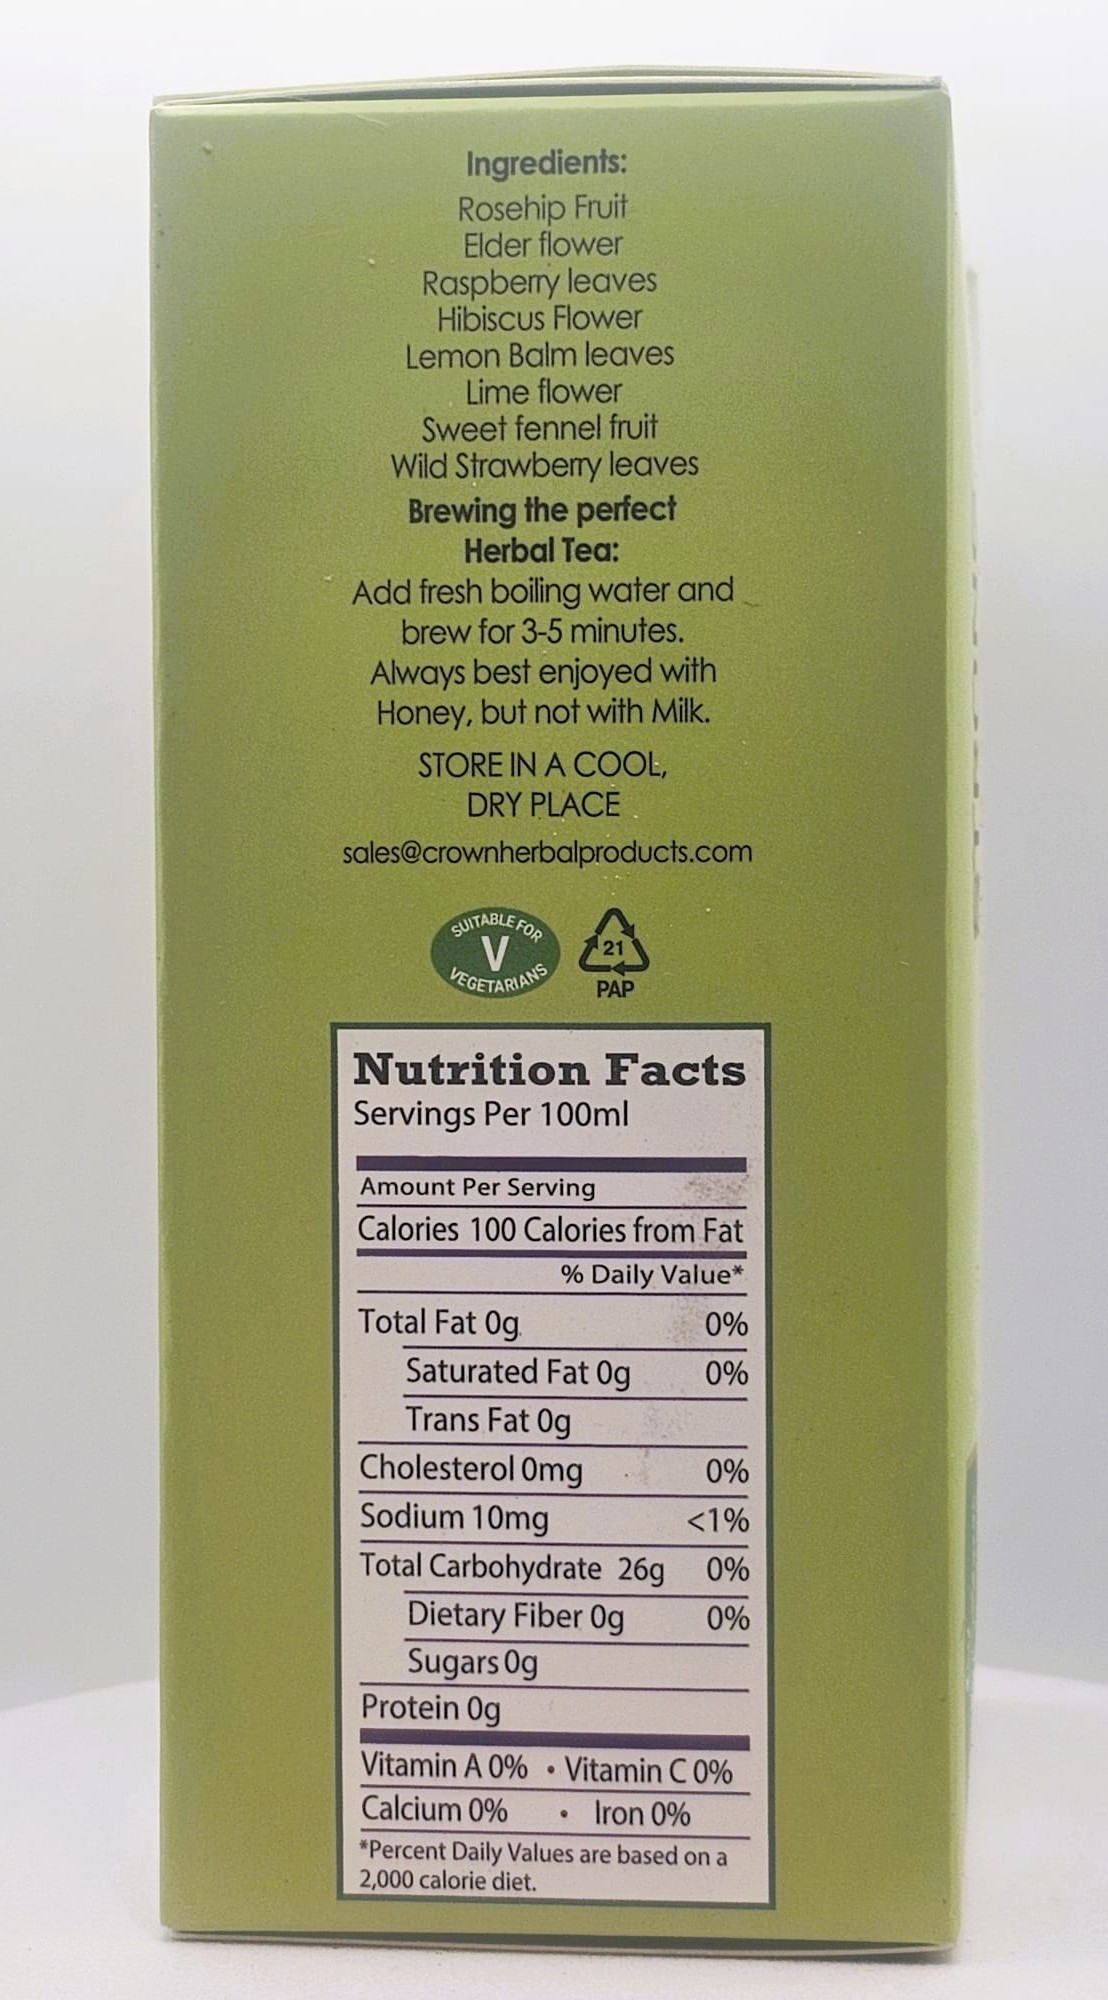 Ingredients:
Rosehip Fruit
Elder flower
Raspberry leaves
Hibiscus Flower
Lemon Balm leaves
Lime flower
Sweet fennel fruit
Wild Strawberry leaves
Brewing the perfect
Herbal Tea:
Add fresh boiling water and
brew for 3-5 minutes.
Always best enjoyed with
Honey, but not with Milk.
STORE IN A COOL,
DRY PLACE
sales@crownherbalproducts.com
SUITABLE FOR
V
VEGETARIANS
21
PAP
Nutrition Facts
Servings Per 100ml
Amount Per Serving
Calories 100 Calories from Fat
% Daily Value*
Total Fat 0g 0%
Saturated Fat 0g 0%
Trans Fat 0g
Cholesterol 0mg 0%
Sodium 10mg <1%
Total Carbohydrate 26g 0%
Dietary Fiber 0g 0%
Sugars 0g
Protein 0g
Vitamin A 0% • Vitamin C 0%
Calcium 0% • Iron 0%
*Percent Daily Values are based on a
2,000 calorie diet.